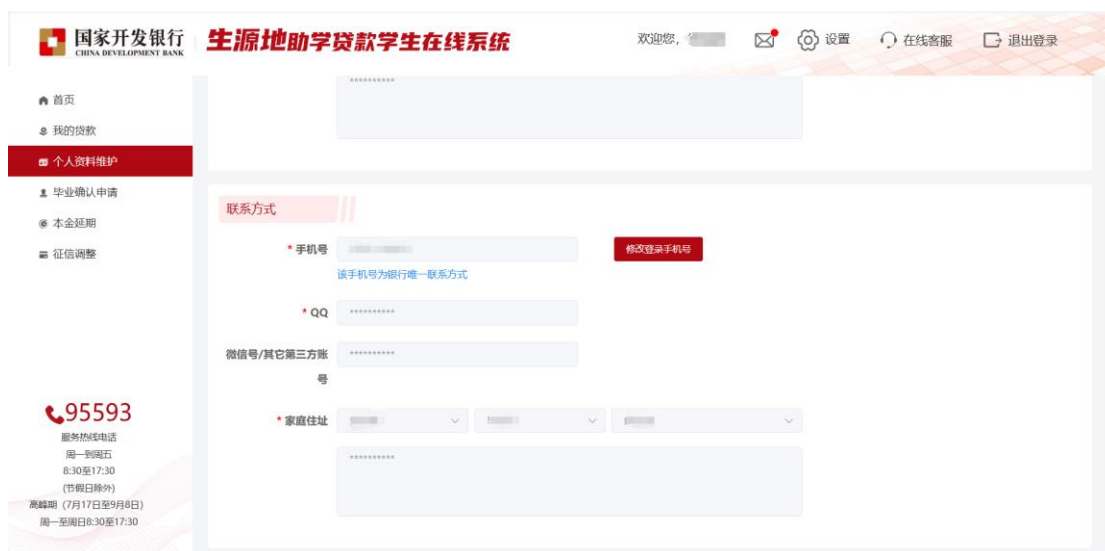 国家开发银行
CHINA DEVELOPMENT BANK
生源地助学贷款学生在线系统
欢迎您，
设置
在线客服
退出登录
首页
我的贷款
个人资料维护
毕业确认申请
本金延期
征信调整
**********
联系方式
* 手机号
修改登录手机号
该手机号为银行唯一联系方式
* QQ
**********
微信号/其它第三方账
号
**********
* 家庭住址
**********
95593
服务热线电话
周一到周五
8:30至17:30
(节假日除外)
高峰期（7月17日至9月8日）
周一至周日8:30至17:30